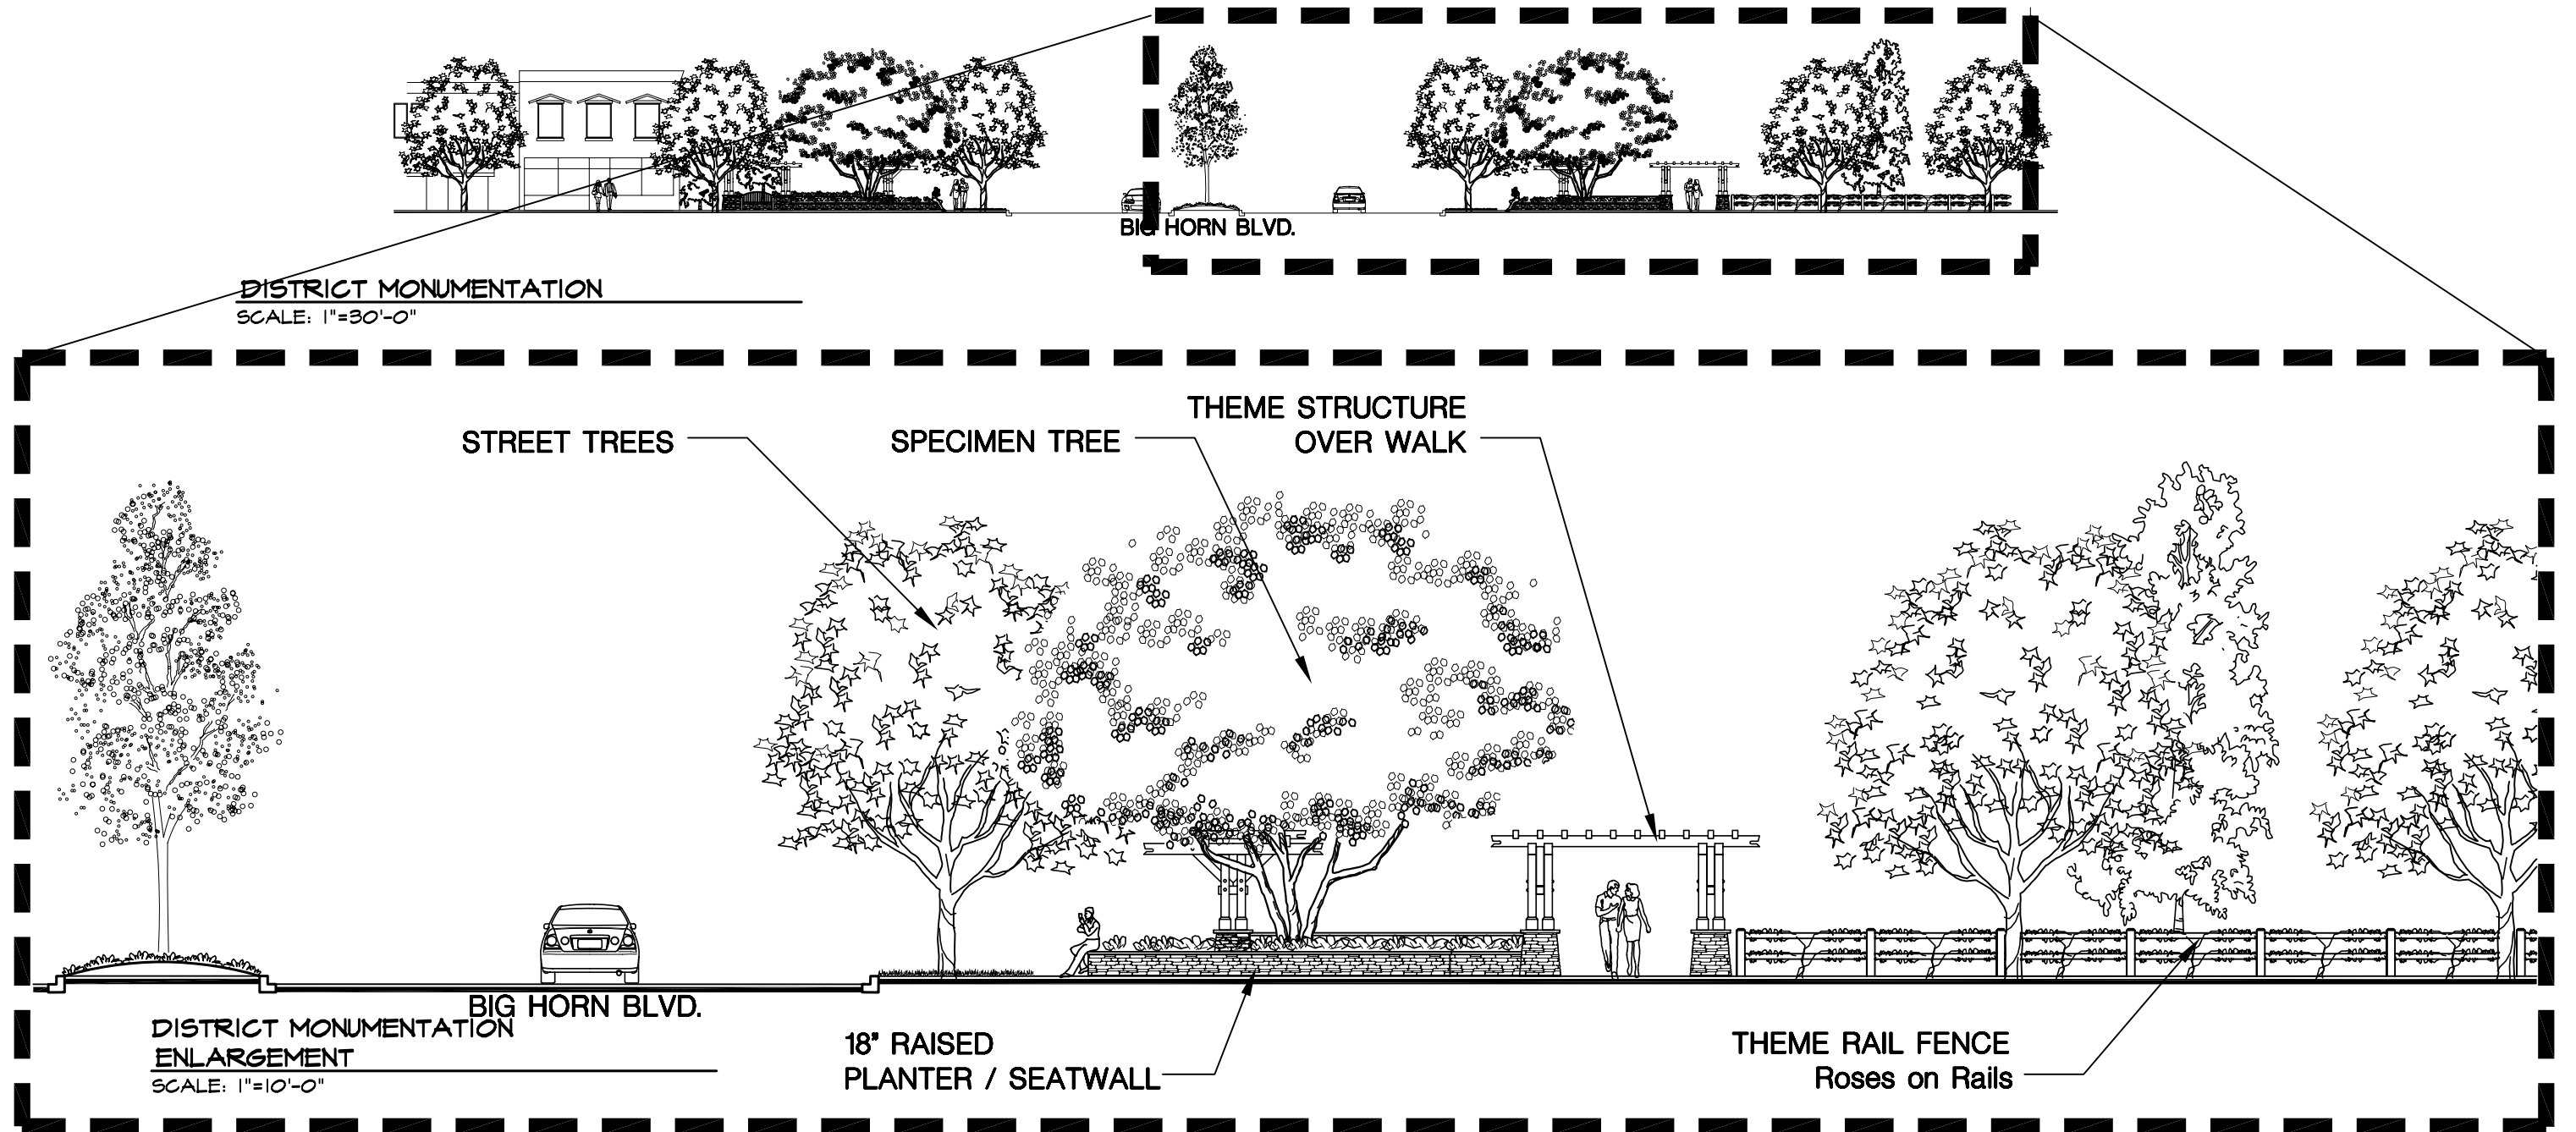 BIG HORN BLVD.
DISTRICT MONUMENTATION
SCALE: 1"=30'-0"
THEME STRUCTURE
OVER WALK
STREET TREES
SPECIMEN TREE
BIG HORN BLVD.
DISTRICT MONUMENTATION
ENLARGEMENT
SCALE: 1"=10'-0"
18" RAISED
PLANTER / SEATWALL
THEME RAIL FENCE
Roses on Rails